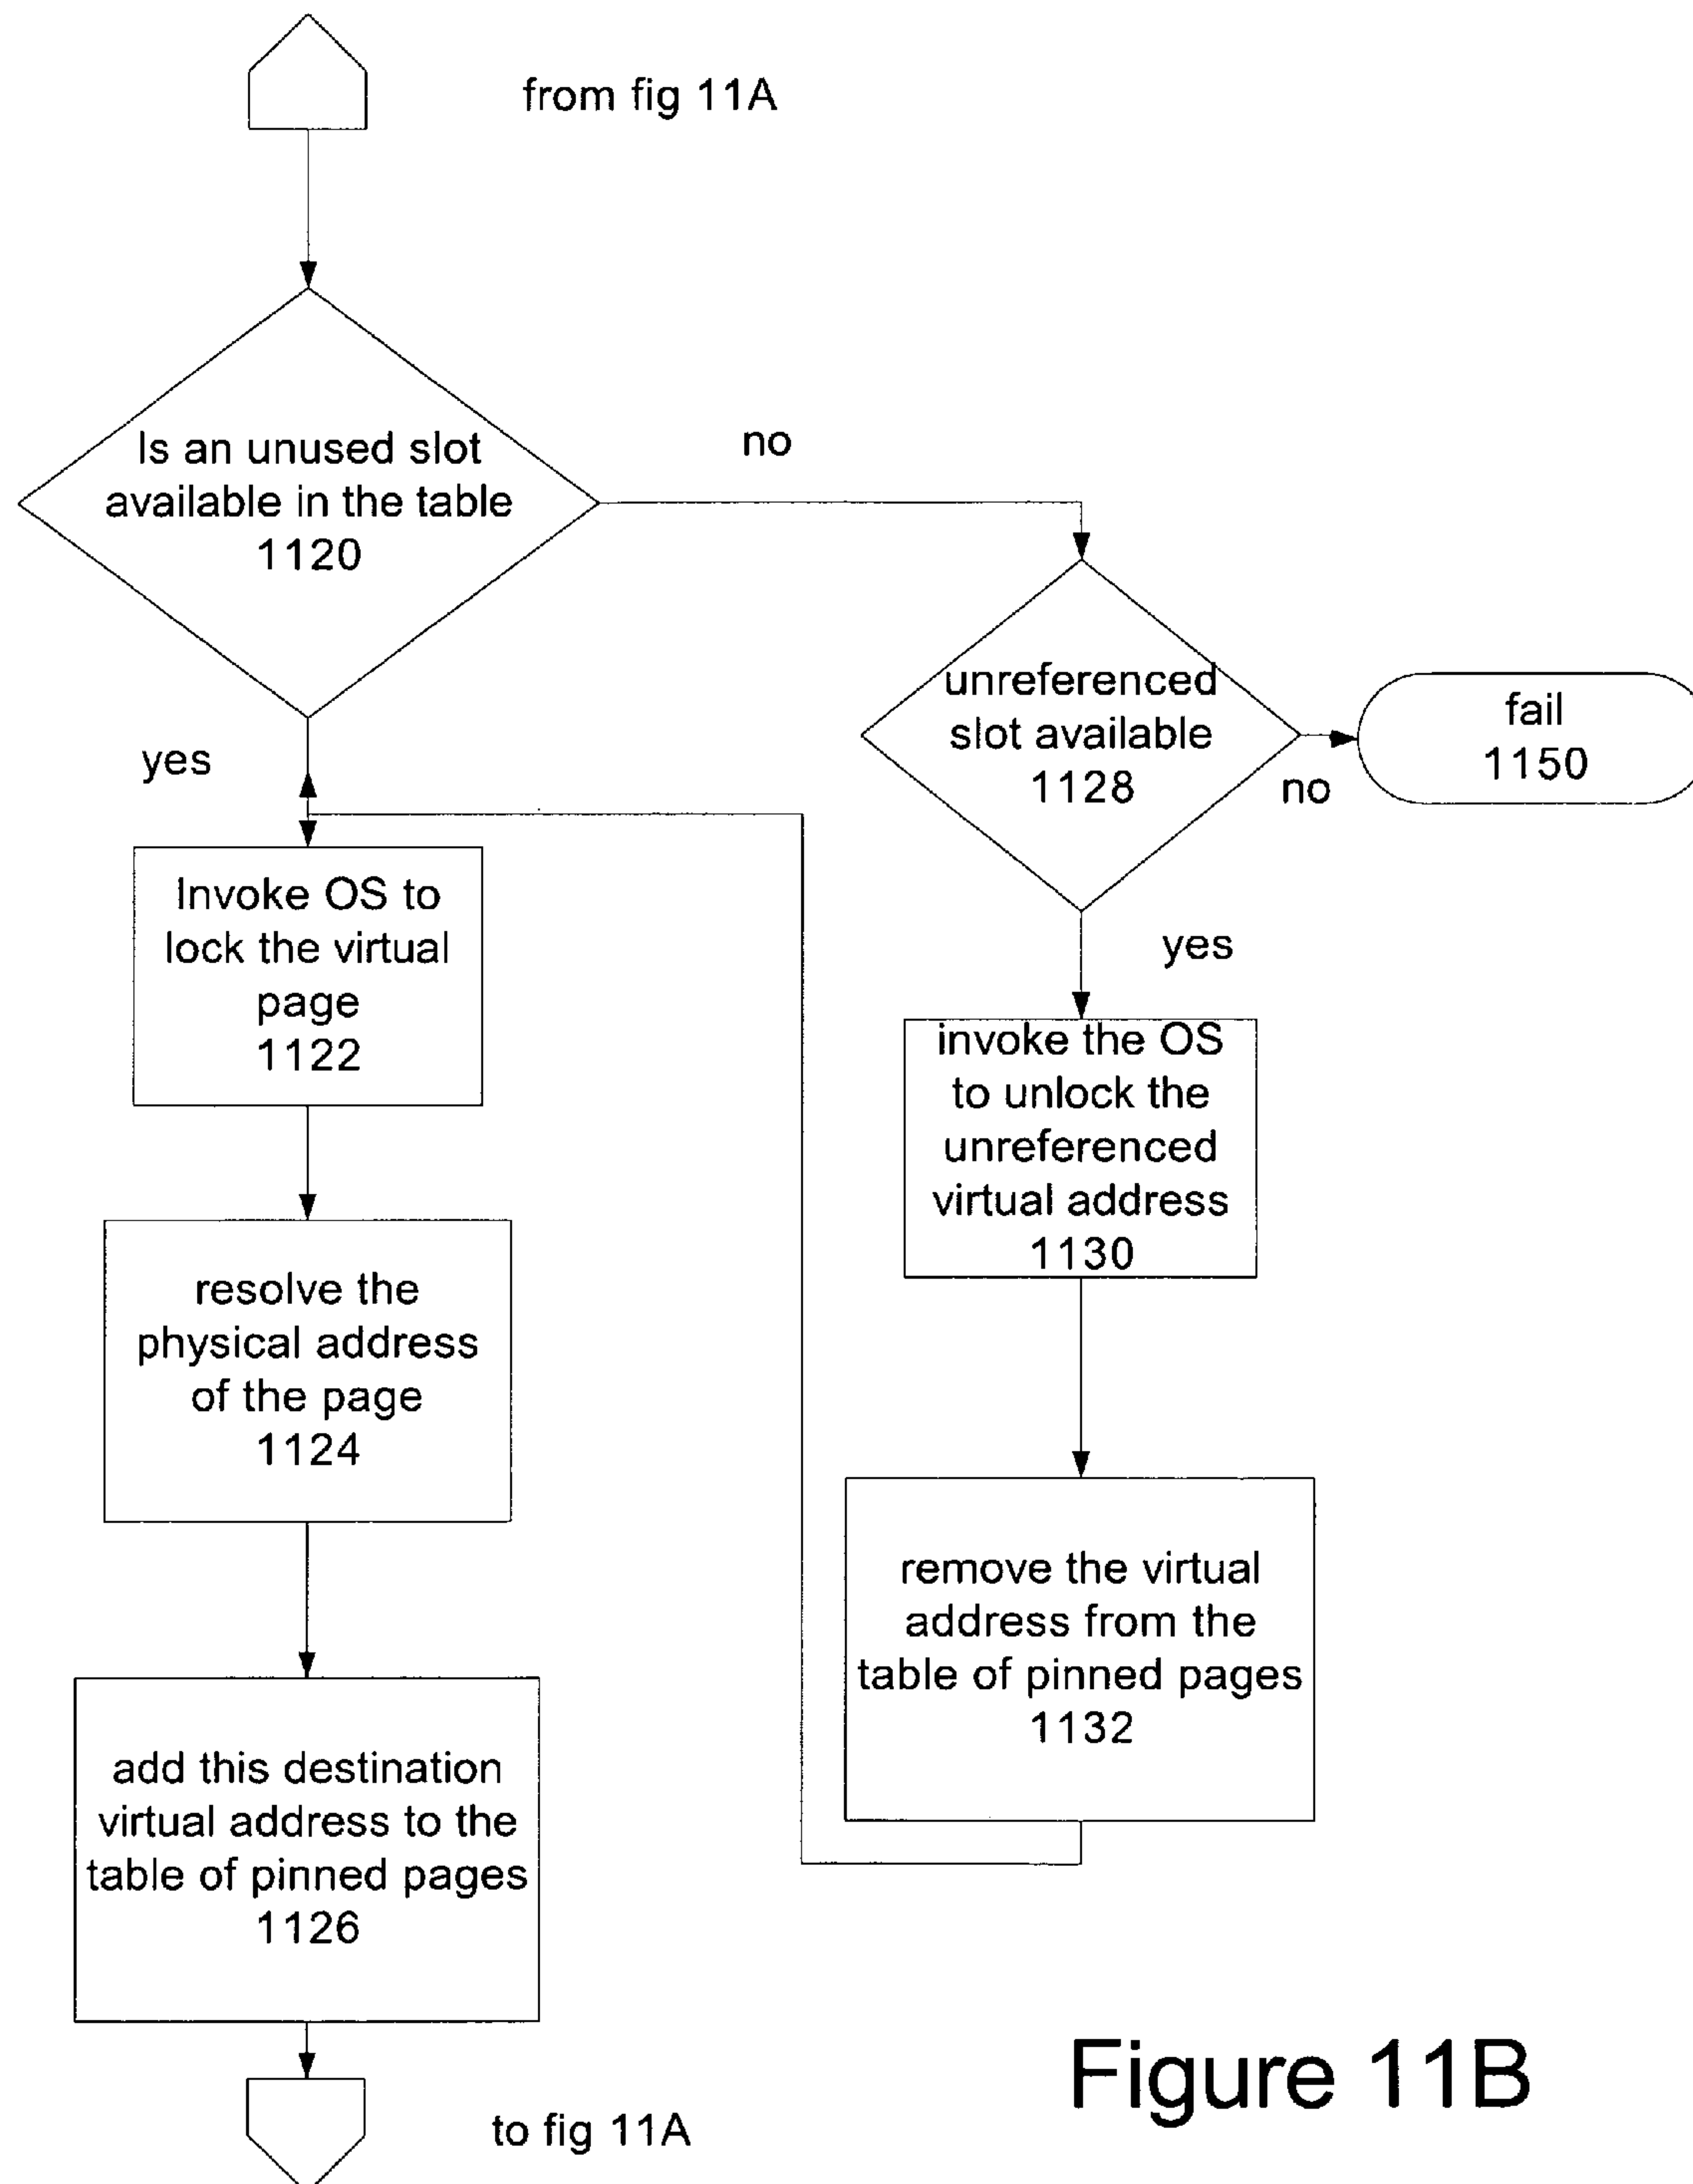 from fig 11A
Is an unused slot
available in the table
1120
no
unreferenced
slot available
1128
fail
1150
no
yes
Invoke OS to
lock the virtual
page
1122
yes
invoke the OS
to unlock the
unreferenced
virtual address
1130
resolve the
physical address
of the page
1124
remove the virtual
address from the
table of pinned pages
1132
add this destination
virtual address to the
table of pinned pages
1126
to fig 11A
Figure 11B